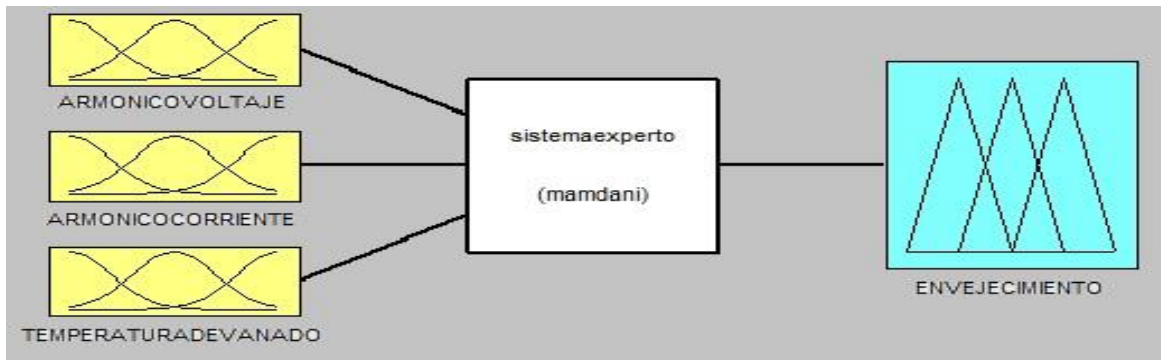 ARMONICOVOLTAJE
ARMONICOCORRIENTE
TEMPERATURADEVANADO
sistemaexperto
(mamdani)
ENVEJECIMIENTO